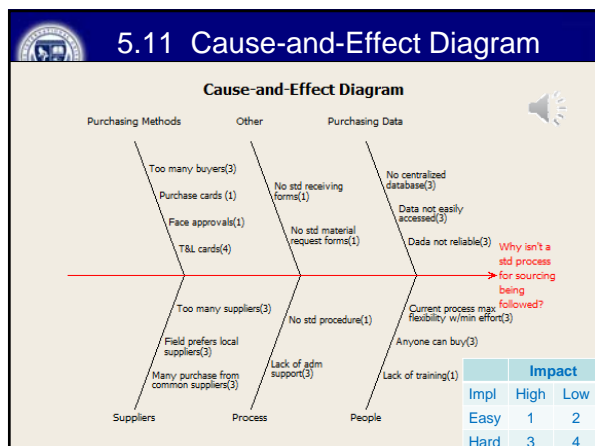 5.11 Cause-and-Effect Diagram
Cause-and-Effect Diagram
Purchasing Methods
Other
Purchasing Data
Too many buyers(3)
Purchase cards (1)
Face approvals(1)
T&L cards(4)
No std receiving
forms(1)
No std material
request forms(1)
No centralized
database(3)
Data not easily
accessed(3)
Dada not reliable(3)
Why isn't a
std process
for sourcing
being
followed?
Too many suppliers(3)
Field prefers local
suppliers(3)
Many purchase from
common suppliers(3)
No std procedure(1)
Lack of adm
support(3)
Current process max
flexibility w/min effort(3)
Anyone can buy(3)
Lack of training(1)
Suppliers
Process
People
Impact
Impl High Low
Easy 1 2
Hard 3 4